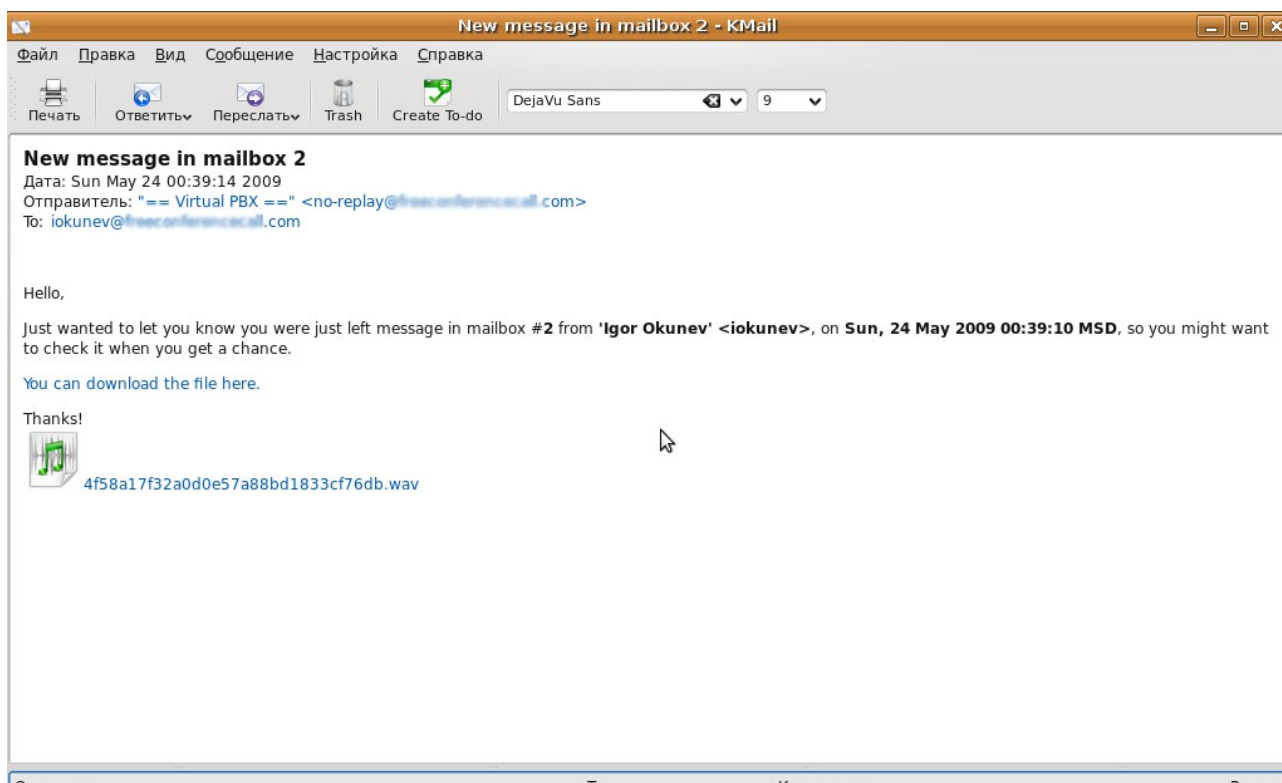 New message in mailbox 2 - KMail
Файл Правка Вид Сообщение Настройка Справка
Печать Ответить Переслать Trash Create To-do DejaVu Sans 9
New message in mailbox 2
Дата: Sun May 24 00:39:14 2009
Отправитель: "== Virtual PBX ==" <no-replay@ .com>
To: iokunev@ .com
Hello,
Just wanted to let you know you were just left message in mailbox #2 from 'Igor Okunev' <iokunev>, on Sun, 24 May 2009 00:39:10 MSD, so you might want
to check it when you get a chance.
You can download the file here.
Thanks!
4f58a17f32a0d0e57a88bd1833cf76db.wav